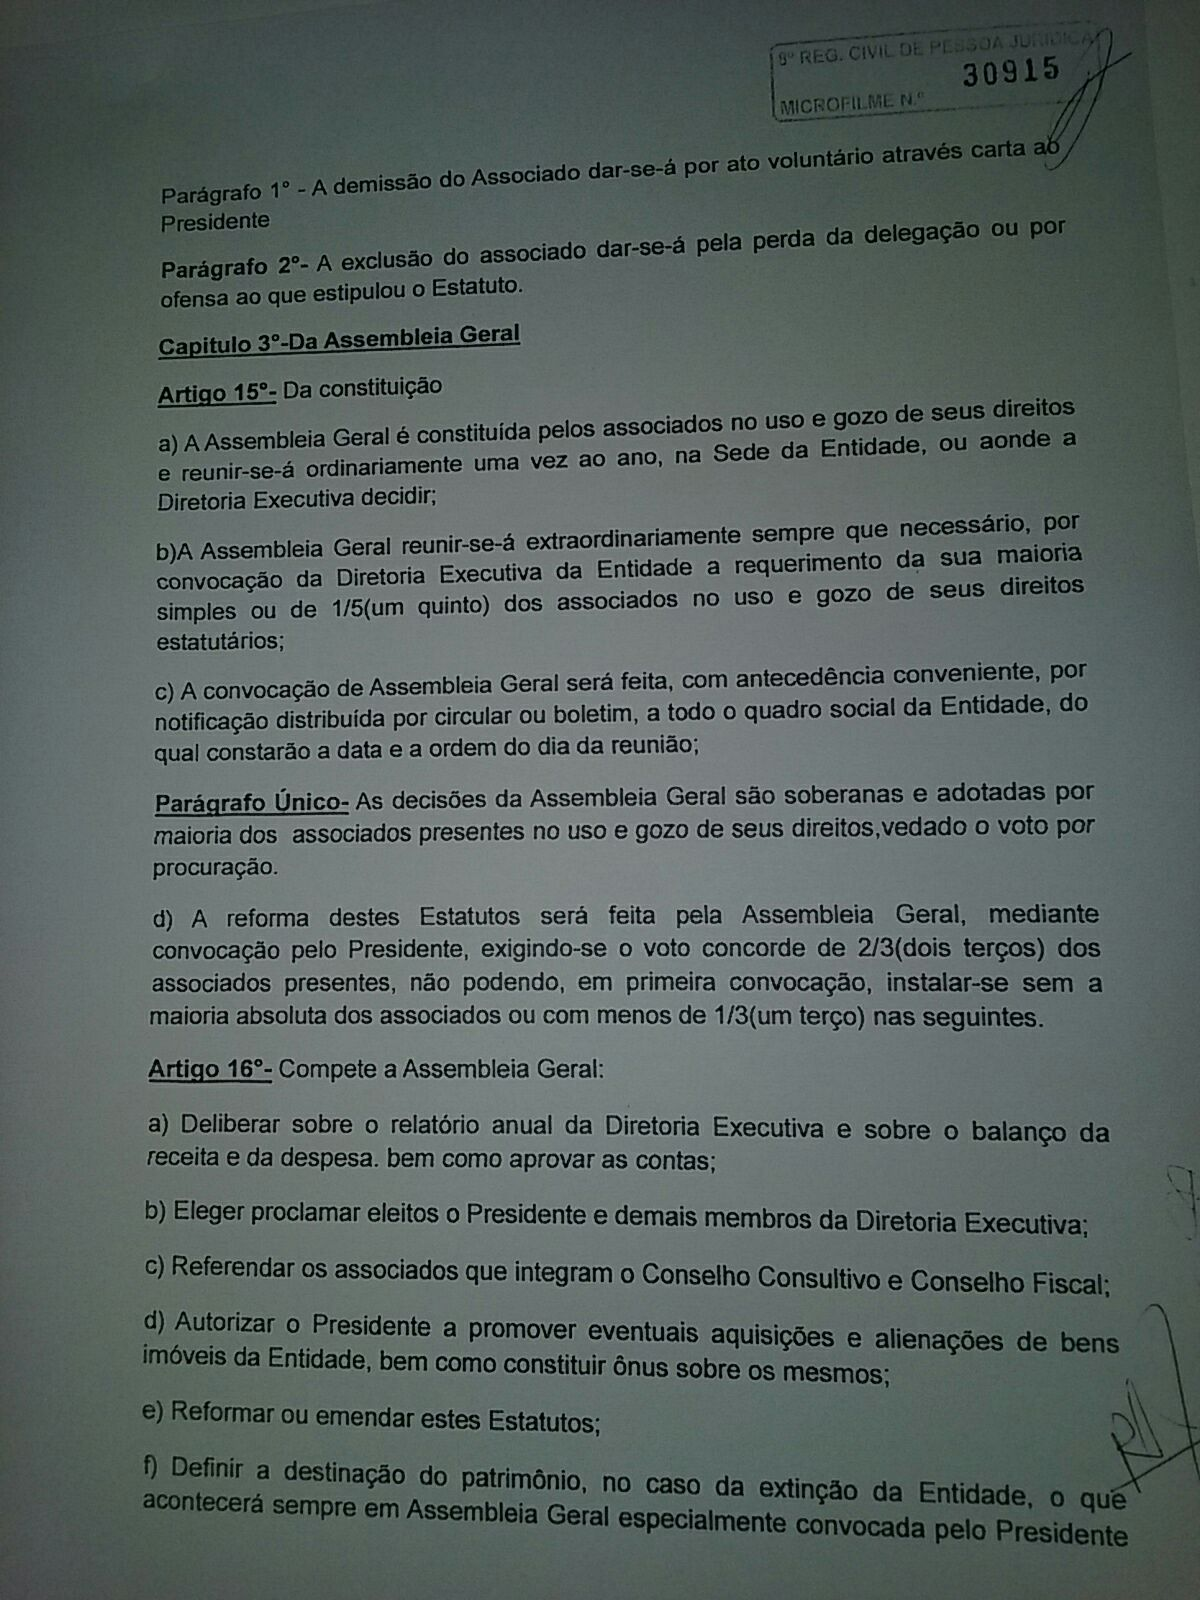 9º REG. CIVIL DE PESSOA JURIDICA
30915
MICROFILME N.º
Parágrafo 1° - A demissão do Associado dar-se-á por ato voluntário através carta ao
Presidente
Parágrafo 2°- A exclusão do associado dar-se-á pela perda da delegação ou por
ofensa ao que estipulou o Estatuto.
Capitulo 3°-Da Assembleia Geral
Artigo 15°- Da constituição
a) A Assembleia Geral é constituída pelos associados no uso e gozo de seus direitos
e reunir-se-á ordinariamente uma vez ao ano, na Sede da Entidade, ou aonde a
Diretoria Executiva decidir;
b)A Assembleia Geral reunir-se-á extraordinariamente sempre que necessário, por
convocação da Diretoria Executiva da Entidade a requerimento da sua maioria
simples ou de 1/5(um quinto) dos associados no uso e gozo de seus direitos
estatutários;
c) A convocação de Assembleia Geral será feita, com antecedência conveniente, por
notificação distribuída por circular ou boletim, a todo o quadro social da Entidade, do
qual constarão a data e a ordem do dia da reunião;
Parágrafo Único- As decisões da Assembleia Geral são soberanas e adotadas por
maioria dos associados presentes no uso e gozo de seus direitos,vedado o voto por
procuração.
d) A reforma destes Estatutos será feita pela Assembleia Geral, mediante
convocação pelo Presidente, exigindo-se o voto concorde de 2/3(dois terços) dos
associados presentes, não podendo, em primeira convocação, instalar-se sem a
maioria absoluta dos associados ou com menos de 1/3(um terço) nas seguintes.
Artigo 16°- Compete a Assembleia Geral:
a) Deliberar sobre o relatório anual da Diretoria Executiva e sobre o balanço da
receita e da despesa. bem como aprovar as contas;
b) Eleger proclamar eleitos o Presidente e demais membros da Diretoria Executiva;
c) Referendar os associados que integram o Conselho Consultivo e Conselho Fiscal;
d) Autorizar o Presidente a promover eventuais aquisições e alienações de bens
imóveis da Entidade, bem como constituir ônus sobre os mesmos;
e) Reformar ou emendar estes Estatutos;
f) Definir a destinação do patrimônio, no caso da extinção da Entidade, o que
acontecerá sempre em Assembleia Geral especialmente convocada pelo Presidente